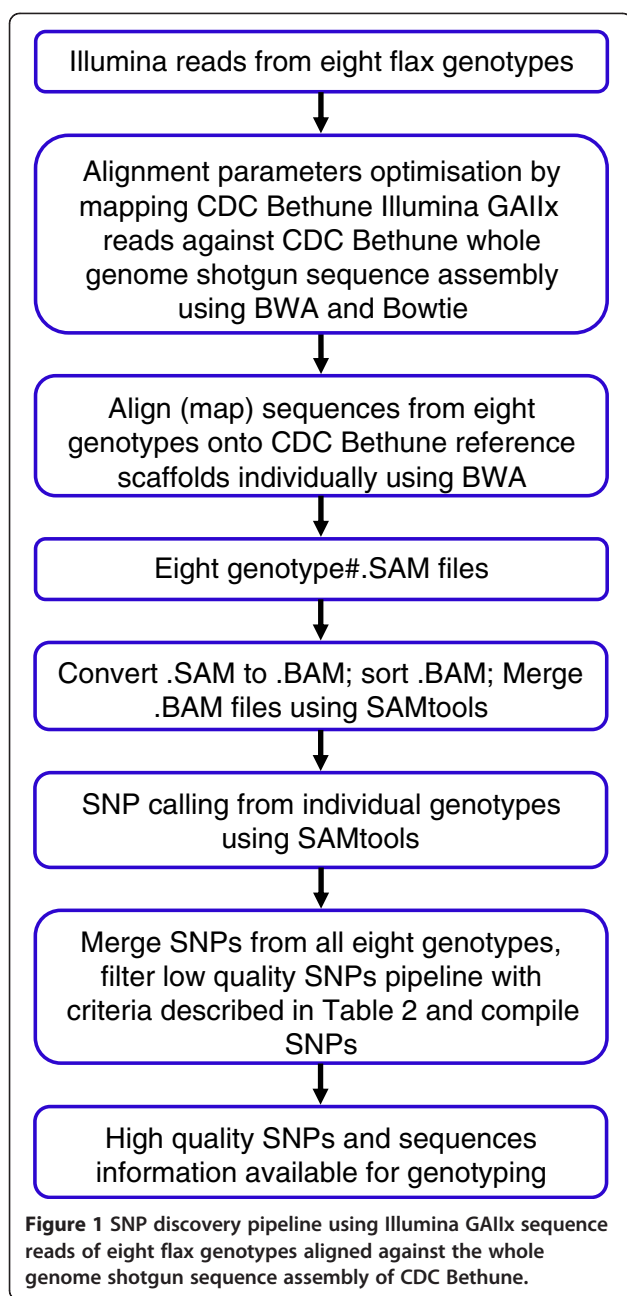 Illumina reads from eight flax genotypes
Alignment parameters optimisation by
mapping CDC Bethune Illumina GAIIx
reads against CDC Bethune whole
genome shotgun sequence assembly
using BWA and Bowtie
Align (map) sequences from eight
genotypes onto CDC Bethune reference
scaffolds individually using BWA
Eight genotype#.SAM files
Convert .SAM to .BAM; sort .BAM; Merge
.BAM files using SAMtools
SNP calling from individual genotypes
using SAMtools
Merge SNPs from all eight genotypes,
filter low quality SNPs pipeline with
criteria described in Table 2 and compile
SNPs
High quality SNPs and sequences
information available for genotyping
Figure 1 SNP discovery pipeline using Illumina GAIIx sequence
reads of eight flax genotypes aligned against the whole
genome shotgun sequence assembly of CDC Bethune.